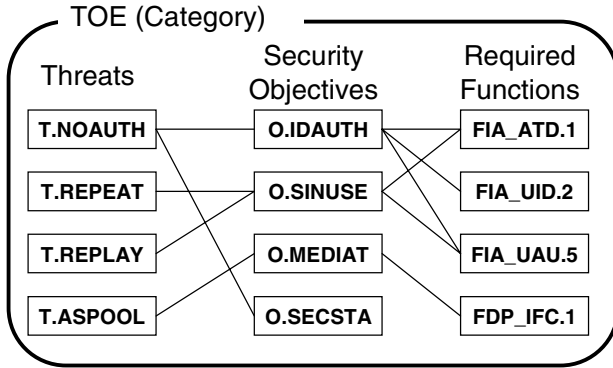 TOE (Category)
Threats
Security
Objectives
Required
Functions
T.NOAUTH
O.IDAUTH
FIA_ATD.1
T.REPEAT
O.SINUSE
FIA_UID.2
T.REPLAY
O.MEDIAT
FIA_UAU.5
T.ASPOOL
O.SECSTA
FDP_IFC.1